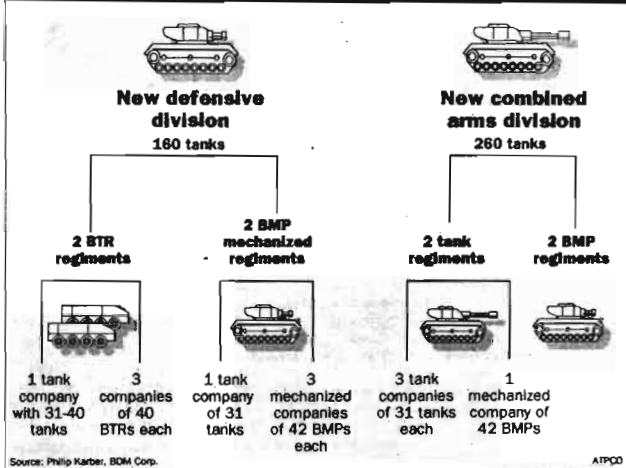 New defensive
division
160 tanks
New combined
arms division
260 tanks
2 BTR
regiments
2 BMP
mechanized
regiments
2 tank
regiments
2 BMP
regiments
1 tank
company
with 31-40
tanks
3
companies
of 40
BTRs each
1 tank
company
of 31
tanks
3
mechanized
companies
of 42 BMPs
each
3 tank
companies
of 31 tanks
each
1
mechanized
company of
42 BMPs
Source: Philip Karber, BDM Corp.
ATPCO